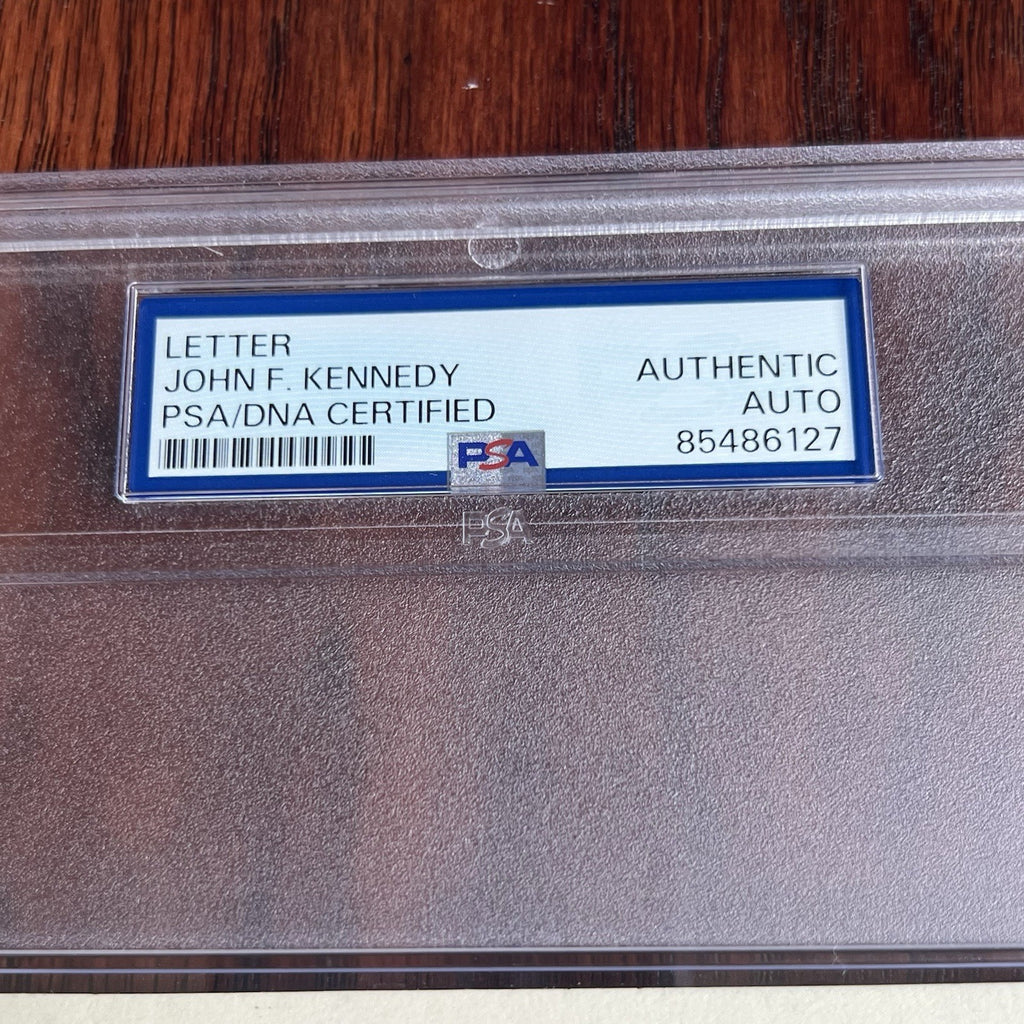 LETTER
JOHN F. KENNEDY
PSA/DNA CERTIFIED
AUTHENTIC
AUTO
85486127
PSA
PSA